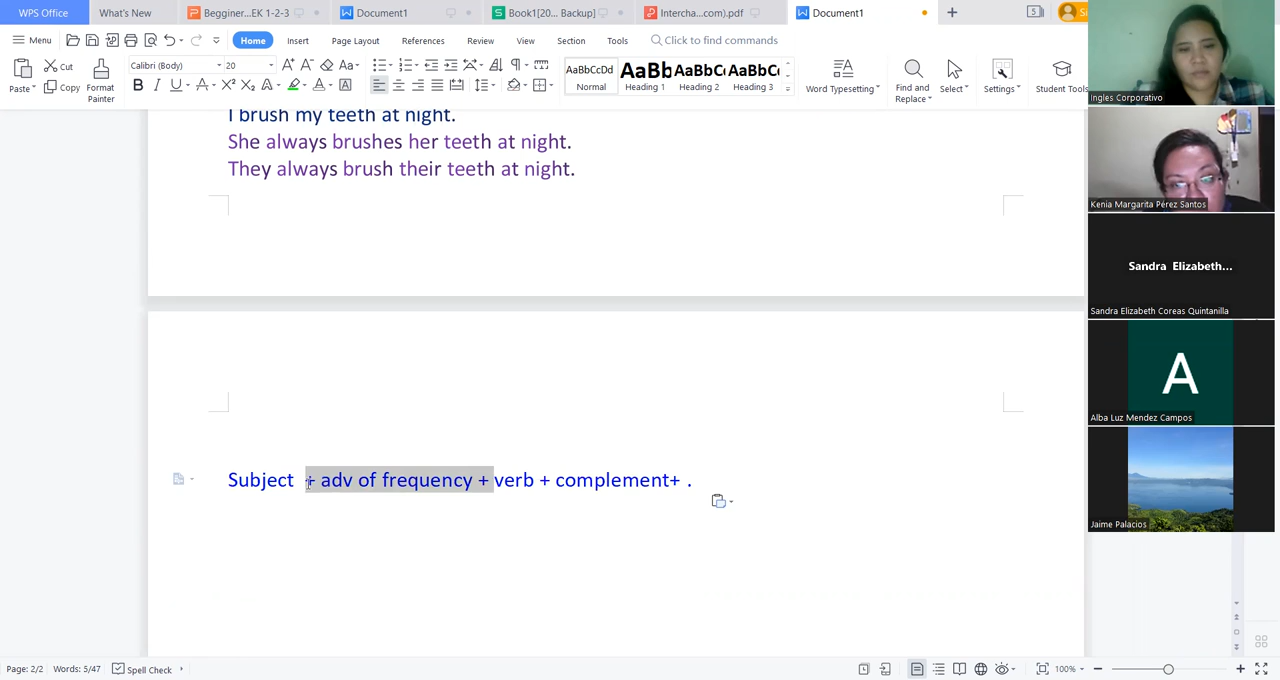 WPS Office
What's New
Begginer...EK 1-2-3
Document1
Book1[20... Backup]
Intercha...com).pdf
Document1
Menu
Home
Insert
Page Layout
References
Review
View
Section
Tools
Click to find commands
Paste
Cut
Copy
Format Painter
Calibri (Body)
20
AaBbCcDd
Normal
Heading 1
Heading 2
Heading 3
Word Typesetting
Find and Replace
Select
Settings
Student Tools
I brush my teeth at night.
She always brushes her teeth at night.
They always brush their teeth at night.
Subject + adv of frequency + verb + complement+ .
Ingles Corporativo
Kenia Margarita Pérez Santos
Sandra Elizabeth...
Sandra Elizabeth Coreas Quintanilla
A
Alba Luz Mendez Campos
Jaime Palacios
Page: 2/2
Words: 5/47
Spell Check
100%